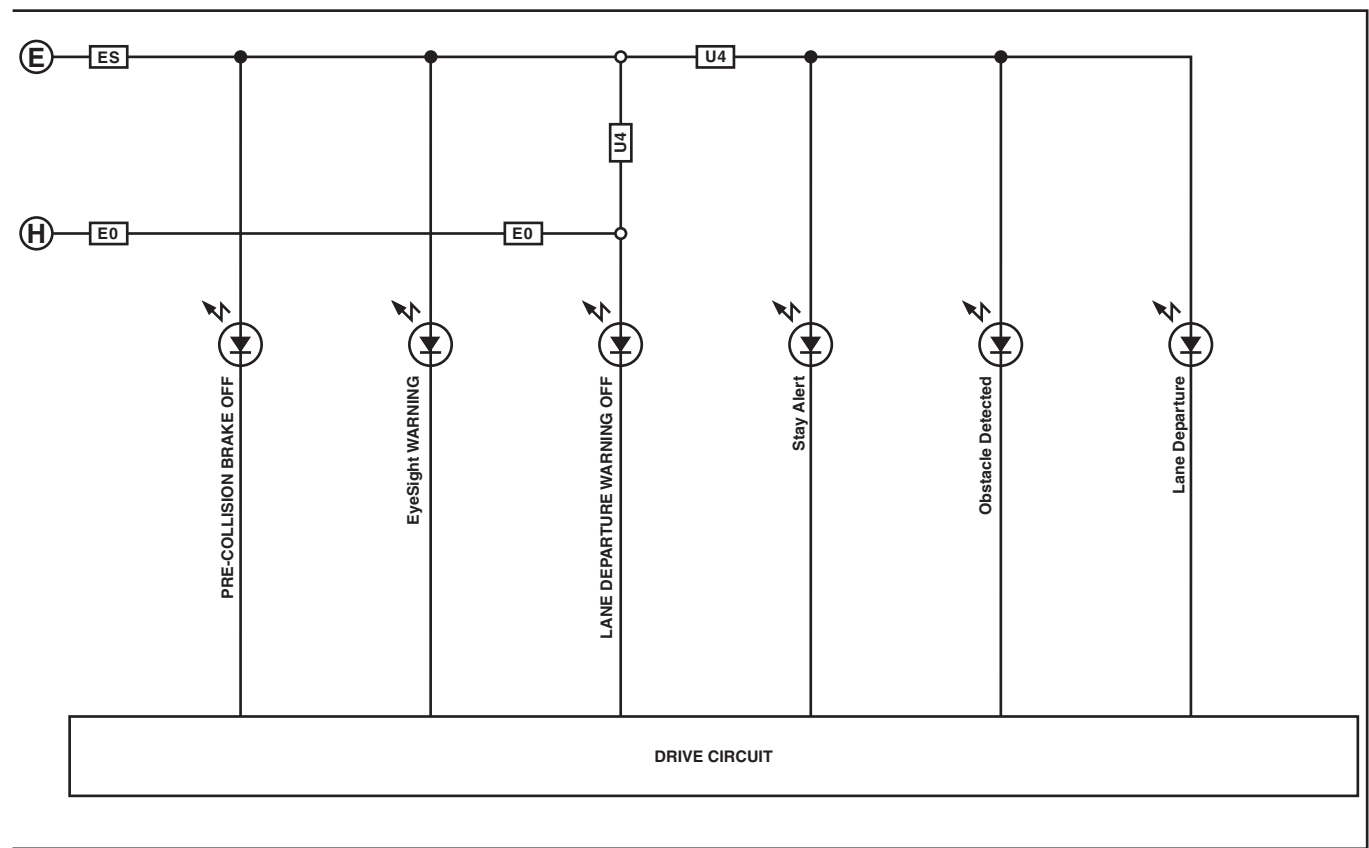 E
ES
U4
U4
H
E0
E0
PRE-COLLISION BRAKE OFF
EyeSight WARNING
LANE DEPARTURE WARNING OFF
Stay Alert
Obstacle Detected
Lane Departure
DRIVE CIRCUIT